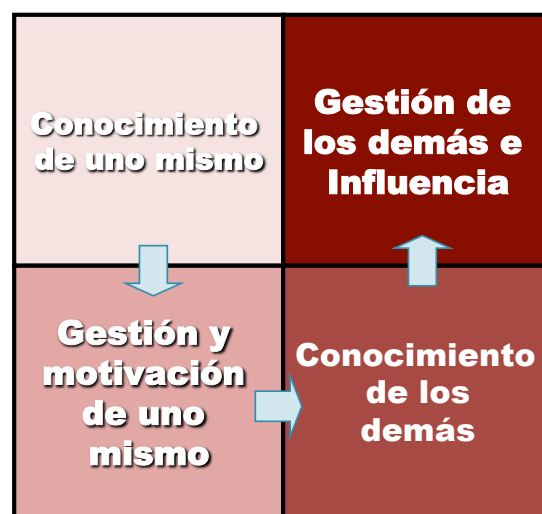 Conocimiento
de uno mismo
Gestión de
los demás e
Influencia
Gestión y
motivación
de uno
mismo
Conocimiento
de los
demás